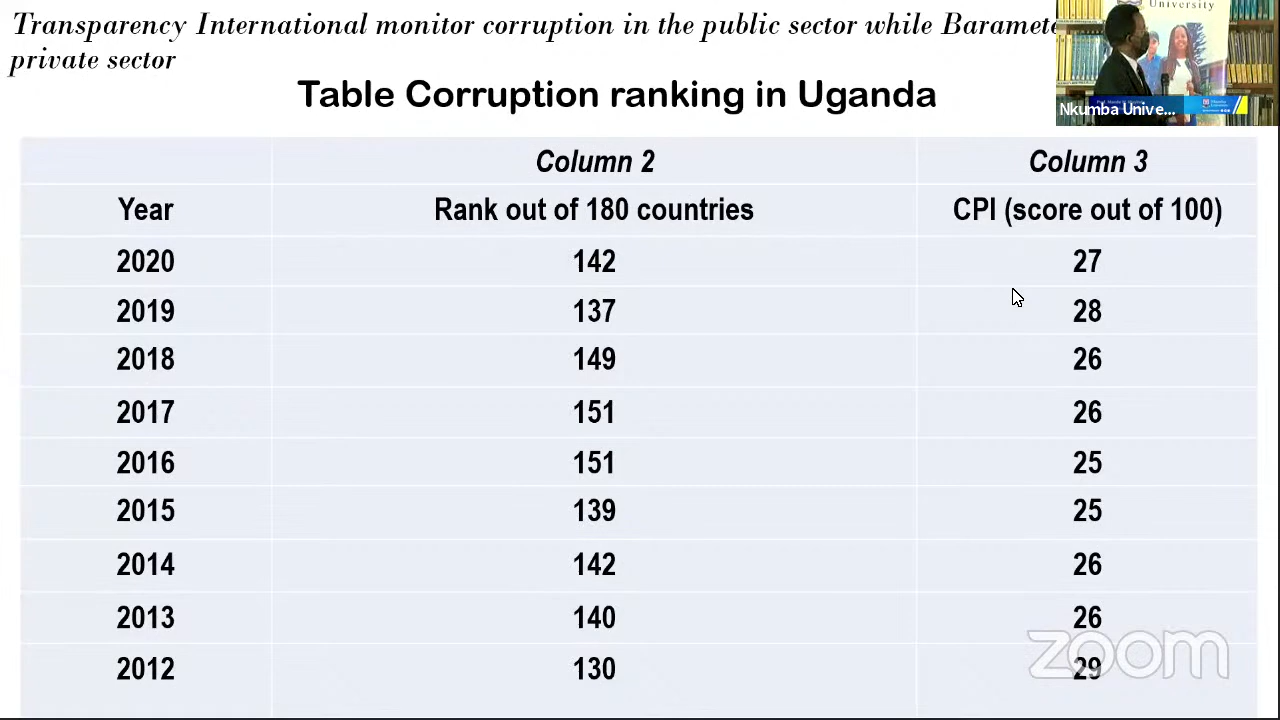 Transparency International monitor corruption in the public sector while
private sector
Table Corruption ranking in Uganda
University
Nkumba Unive...
Column 2 Column 3
Year Rank out of 180 countries CPI (score out of 100)
2020 142 27
2019 137 28
2018 149 26
2017 151 26
2016 151 25
2015 139 25
2014 142 26
2013 140 26
2012 130 29
zoom